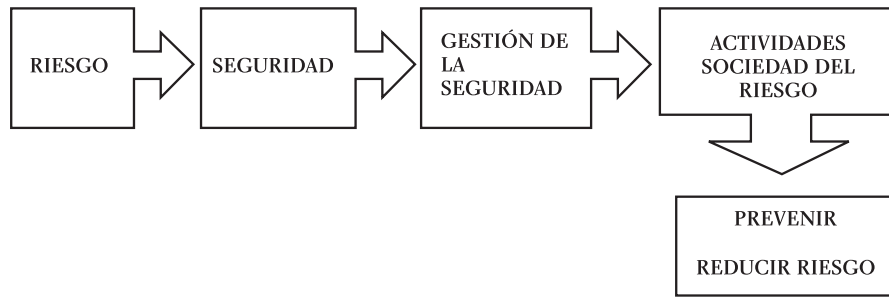 RIESGO
SEGURIDAD
GESTIÓN DE
LA
SEGURIDAD
ACTIVIDADES
SOCIEDAD DEL
RIESGO
PREVENIR
REDUCIR RIESGO